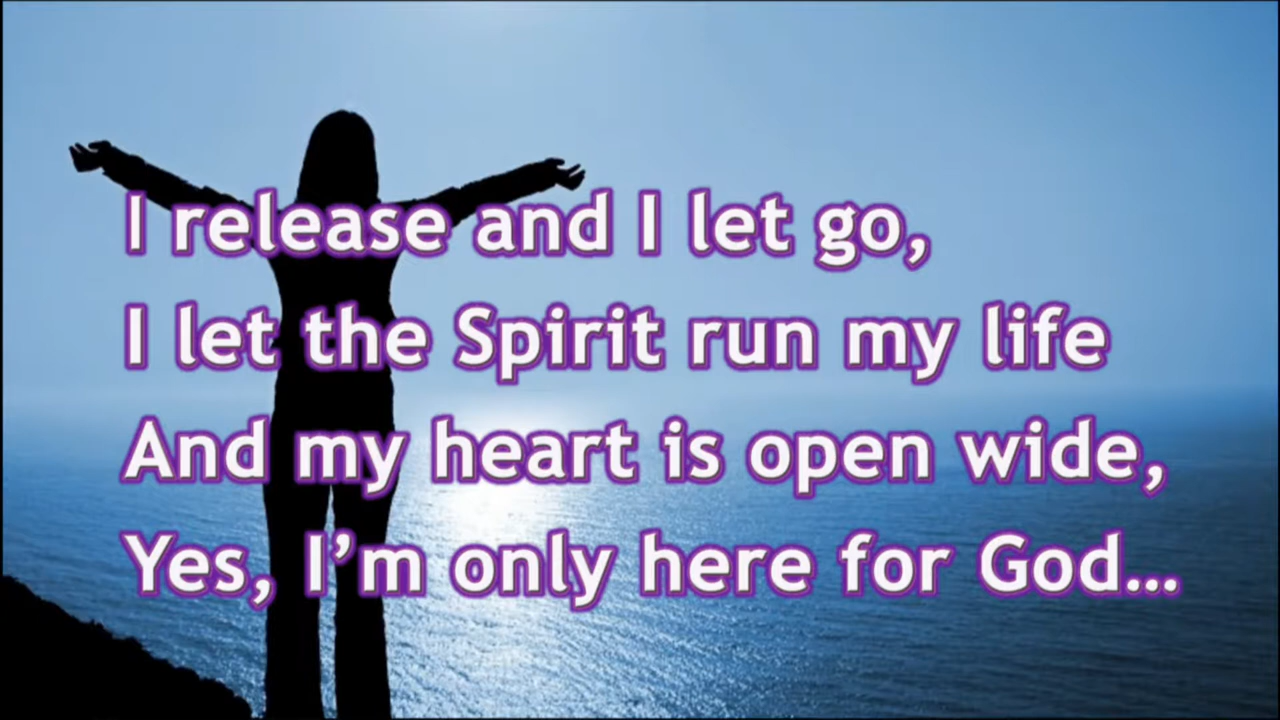 I release and I let go,
I let the Spirit run my life
And my heart is open wide,
Yes, I’m only here for God...